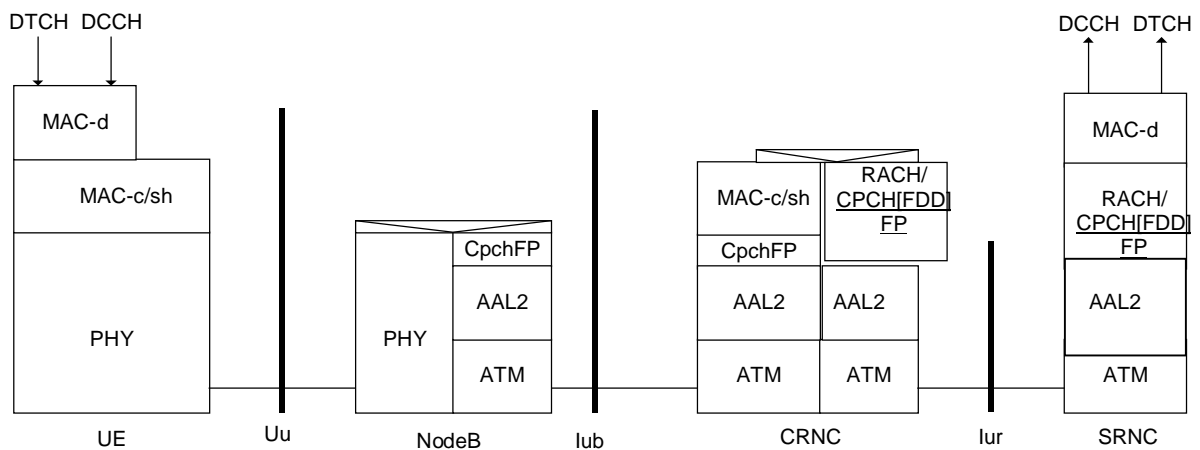 DTCH DCCH
DCCH DTCH
MAC-d
MAC-d
MAC-c/sh
MAC-c/sh
RACH/
CPCH[FDD]
FP
RACH/
CPCH[FDD]
FP
CpchFP
CpchFP
PHY
PHY
AAL2
AAL2
AAL2
AAL2
ATM
ATM
ATM
ATM
UE
Uu
NodeB
Iub
CRNC
Iur
SRNC